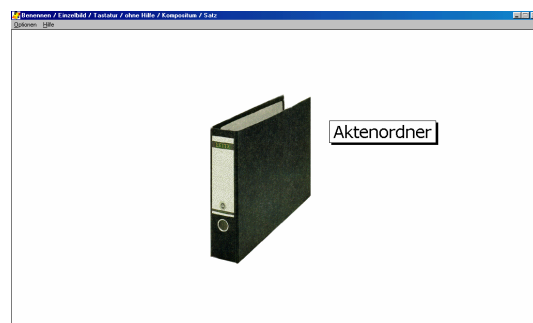 Benennen / Einzelbild / Tastatur / ohne Hilfe / Kompositum / Satz
Optionen Hilfe
Aktenordner